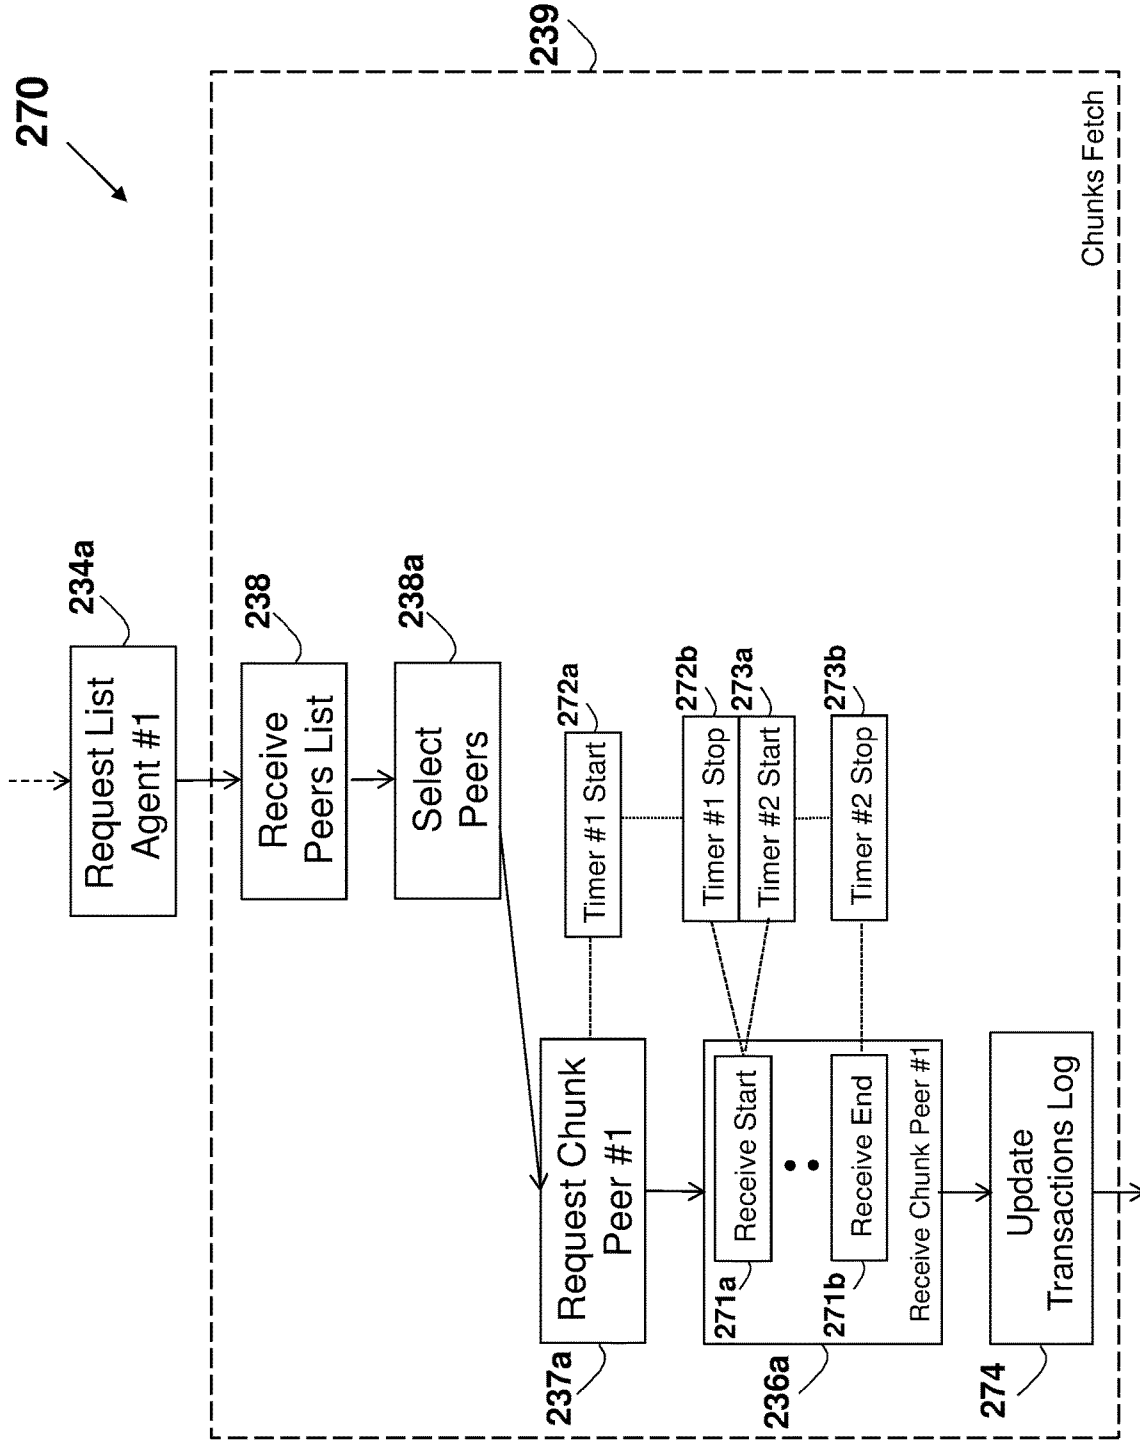 270
239
234a
Request List
Agent #1
238
Receive
Peers List
238a
Select
Peers
272a
Timer #1 Start
237a
Request Chunk
Peer #1
272b
Timer #1 Stop
273a
Timer #2 Start
273b
Timer #2 Stop
271a
Receive Start
271b
Receive End
236a
Receive Chunk Peer #1
274
Update
Transactions Log
Chunks Fetch